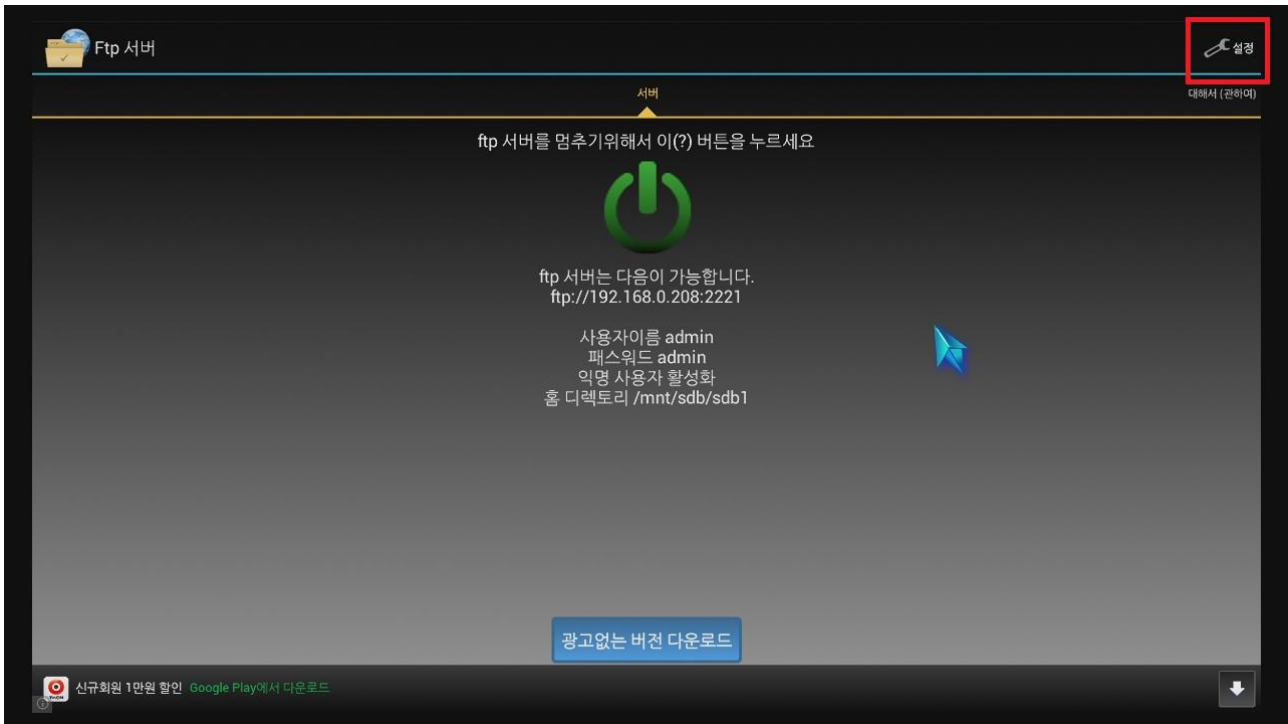 Ftp 서버
설정
서버
대해서 (관하여)
ftp 서버를 멈추기위해서 이(?) 버튼을 누르세요
ftp 서버는 다음이 가능합니다.
ftp://192.168.0.208:2221
사용자이름 admin
패스워드 admin
익명 사용자 활성화
홈 디렉토리 /mnt/sdb/sdb1
광고없는 버전 다운로드
신규회원 1만원 할인 Google Play에서 다운로드